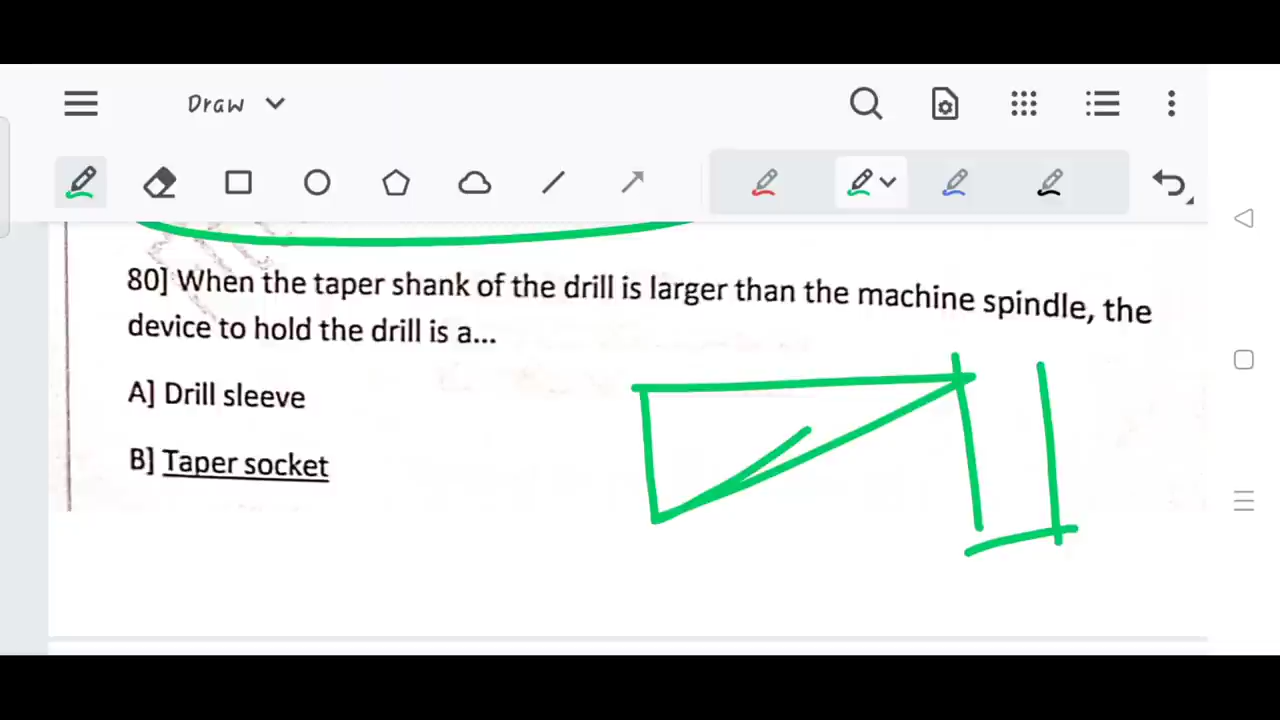 Draw
80] When the taper shank of the drill is larger than the machine spindle, the
device to hold the drill is a...
A] Drill sleeve
B] Taper socket